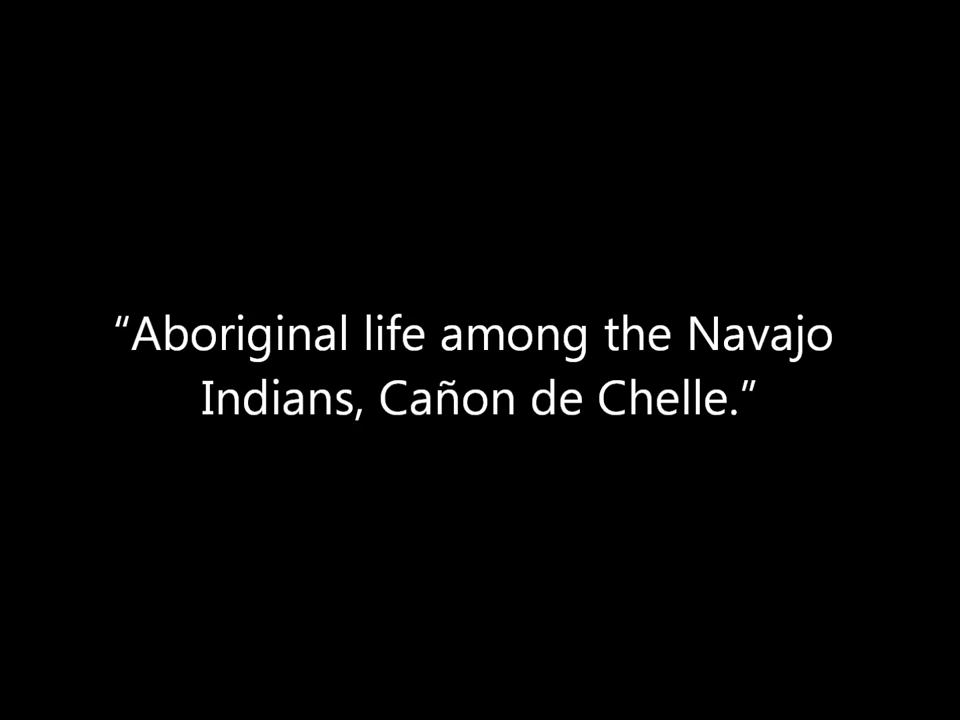 “Aboriginal life among the Navajo
Indians, Cañon de Chelle.”